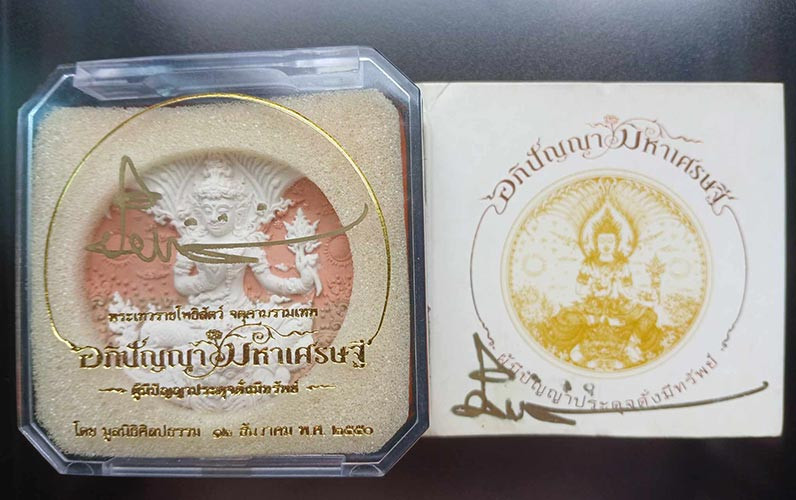 พระเทวราชโพธิสัตว์ จตุคามรามเทพ
อภิปัญญามหาเศรษฐี
ผู้มีปัญญาประดุจดั่งมีทรัพย์
โดย มูลนิธิศิลปธรรม ๑๒ ธันวาคม พ.ศ. ๒๕๕๐
อภิปัญญามหาเศรษฐี
ผู้มีปัญญาประดุจดั่งมีทรัพย์